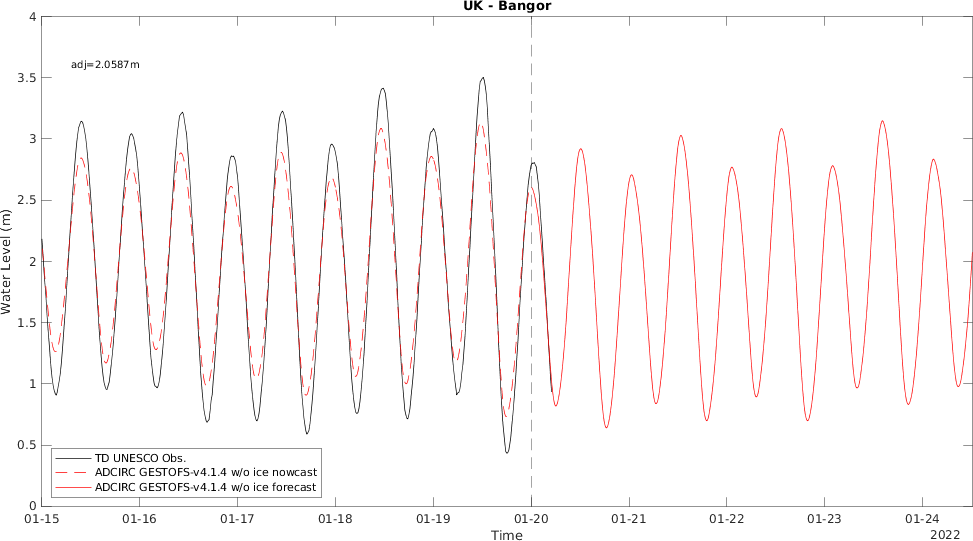 UK - Bangor
4
adj=2.0587m
3.5
3
2.5
2
1.5
1
0.5
0
Water Level (m)
TD UNESCO Obs.
ADCIRC GESTOFS-v4.1.4 w/o ice nowcast
ADCIRC GESTOFS-v4.1.4 w/o ice forecast
01-15 01-16 01-17 01-18 01-19 01-20 01-21 01-22 01-23 01-24
Time
2022